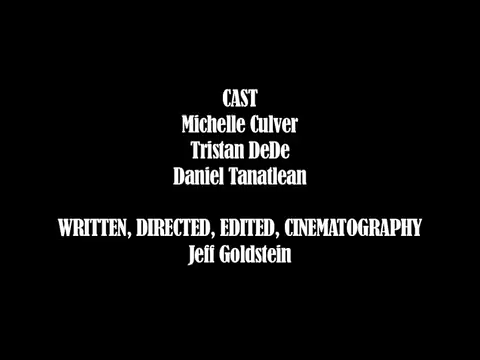 CAST
Michelle Culver
Tristan DeDe
Daniel Tanatlean
WRITTEN, DIRECTED, EDITED, CINEMATOGRAPHY
Jeff Goldstein